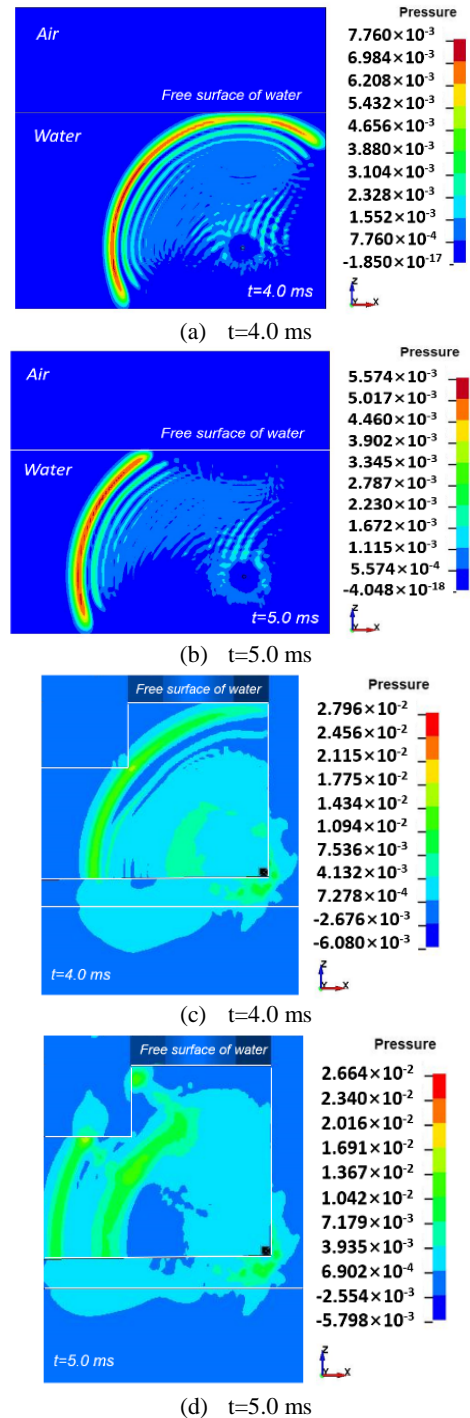 Pressure
Air
Free surface of water
Water
t=4.0 ms
7.760×10⁻³
6.984×10⁻³
6.208×10⁻³
5.432×10⁻³
4.656×10⁻³
3.880×10⁻³
3.104×10⁻³
2.328×10⁻³
1.552×10⁻³
7.760×10⁻⁴
-1.850×10⁻¹⁷
Z
Y X
(a) t=4.0 ms
Pressure
Air
Free surface of water
Water
t=5.0 ms
5.574×10⁻³
5.017×10⁻³
4.460×10⁻³
3.902×10⁻³
3.345×10⁻³
2.787×10⁻³
2.230×10⁻³
1.672×10⁻³
1.115×10⁻³
5.574×10⁻⁴
-4.048×10⁻¹⁸
Z
Y X
(b) t=5.0 ms
Pressure
Free surface of water
t=4.0 ms
2.796×10⁻²
2.456×10⁻²
2.115×10⁻²
1.775×10⁻²
1.434×10⁻²
1.094×10⁻²
7.536×10⁻³
4.132×10⁻³
7.278×10⁻⁴
-2.676×10⁻³
-6.080×10⁻³
Z
Y X
(c) t=4.0 ms
Pressure
Free surface of water
t=5.0 ms
2.664×10⁻²
2.340×10⁻²
2.016×10⁻²
1.691×10⁻²
1.367×10⁻²
1.042×10⁻²
7.179×10⁻³
3.935×10⁻³
6.902×10⁻⁴
-2.554×10⁻³
-5.798×10⁻³
Z
Y X
(d) t=5.0 ms